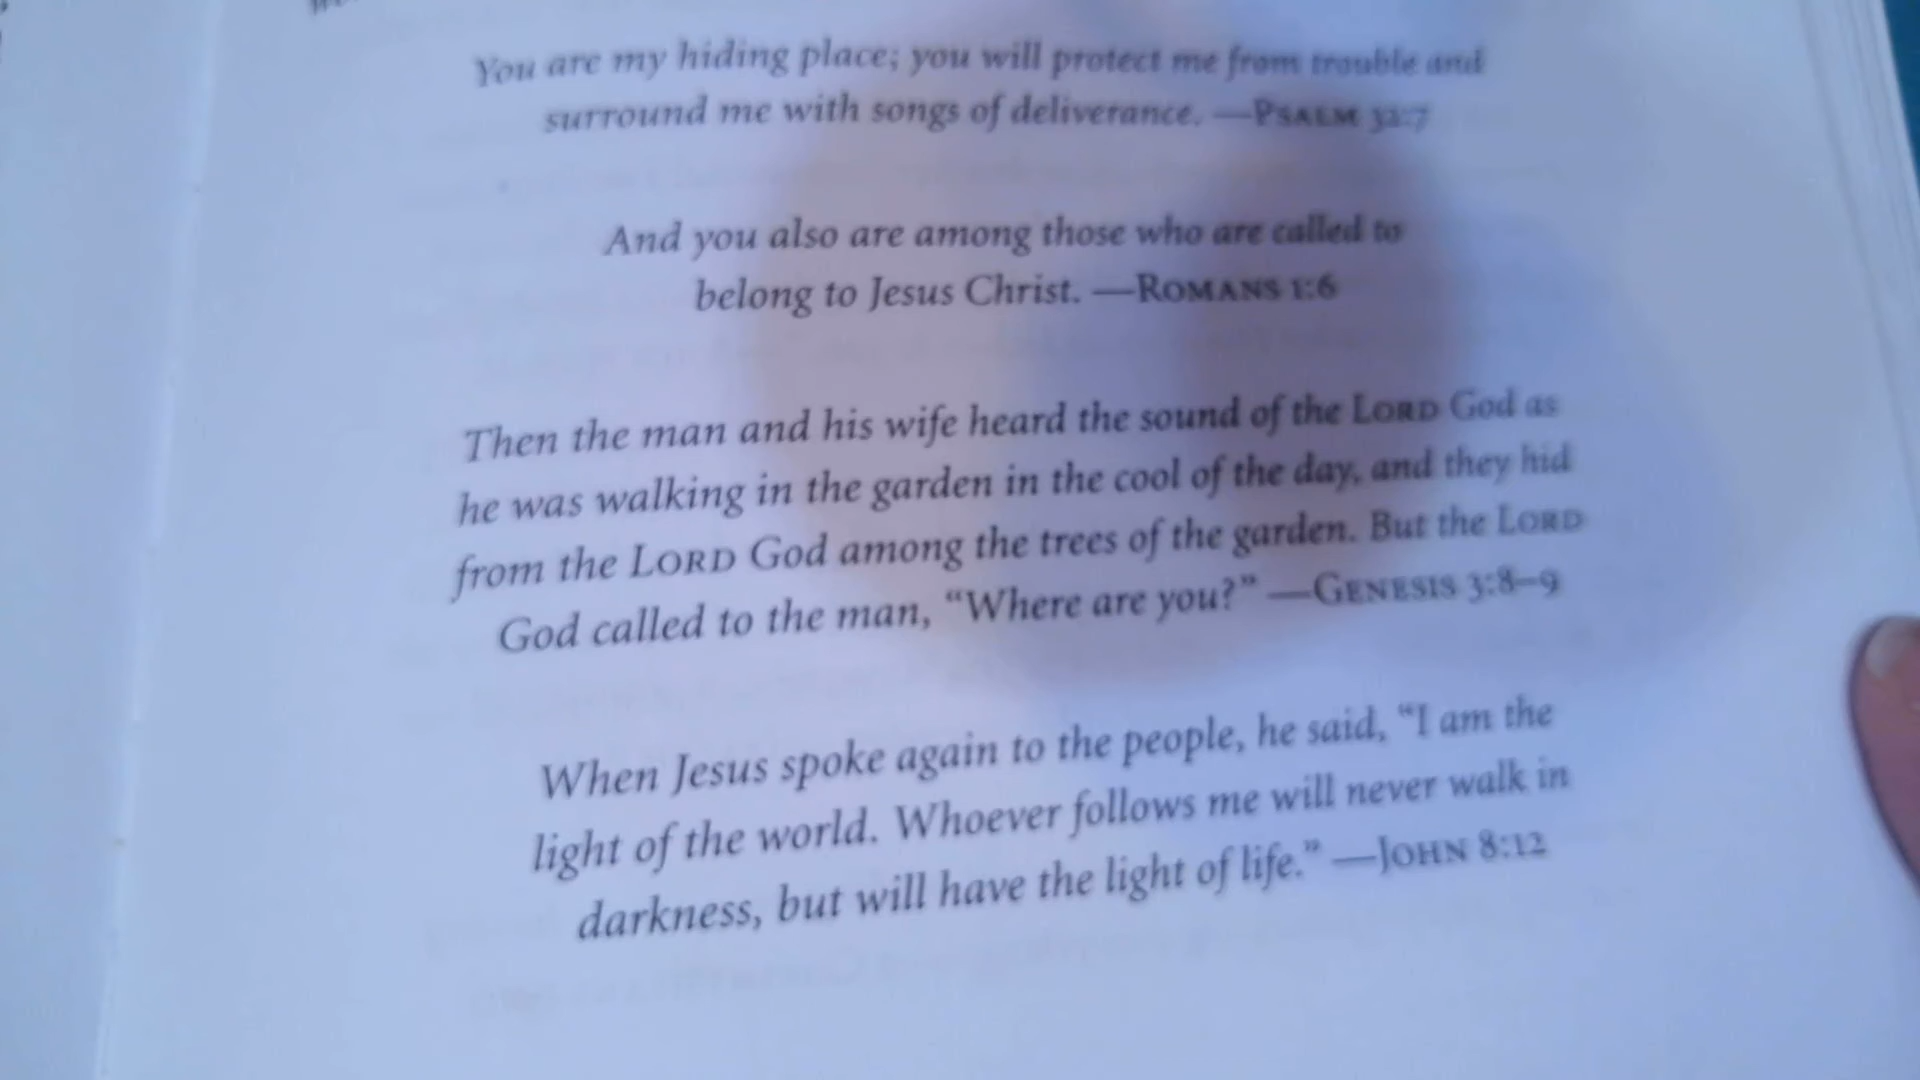 You are my hiding place; you will protect me from trouble and
surround me with songs of deliverance. —PSALM 32:7
And you also are among those who are called to
belong to Jesus Christ. —ROMANS 1:6
Then the man and his wife heard the sound of the LORD God as
he was walking in the garden in the cool of the day, and they hid
from the LORD God among the trees of the garden. But the LORD
God called to the man, “Where are you?” —GENESIS 3:8–9
When Jesus spoke again to the people, he said, “I am the
light of the world. Whoever follows me will never walk in
darkness, but will have the light of life.” —JOHN 8:12